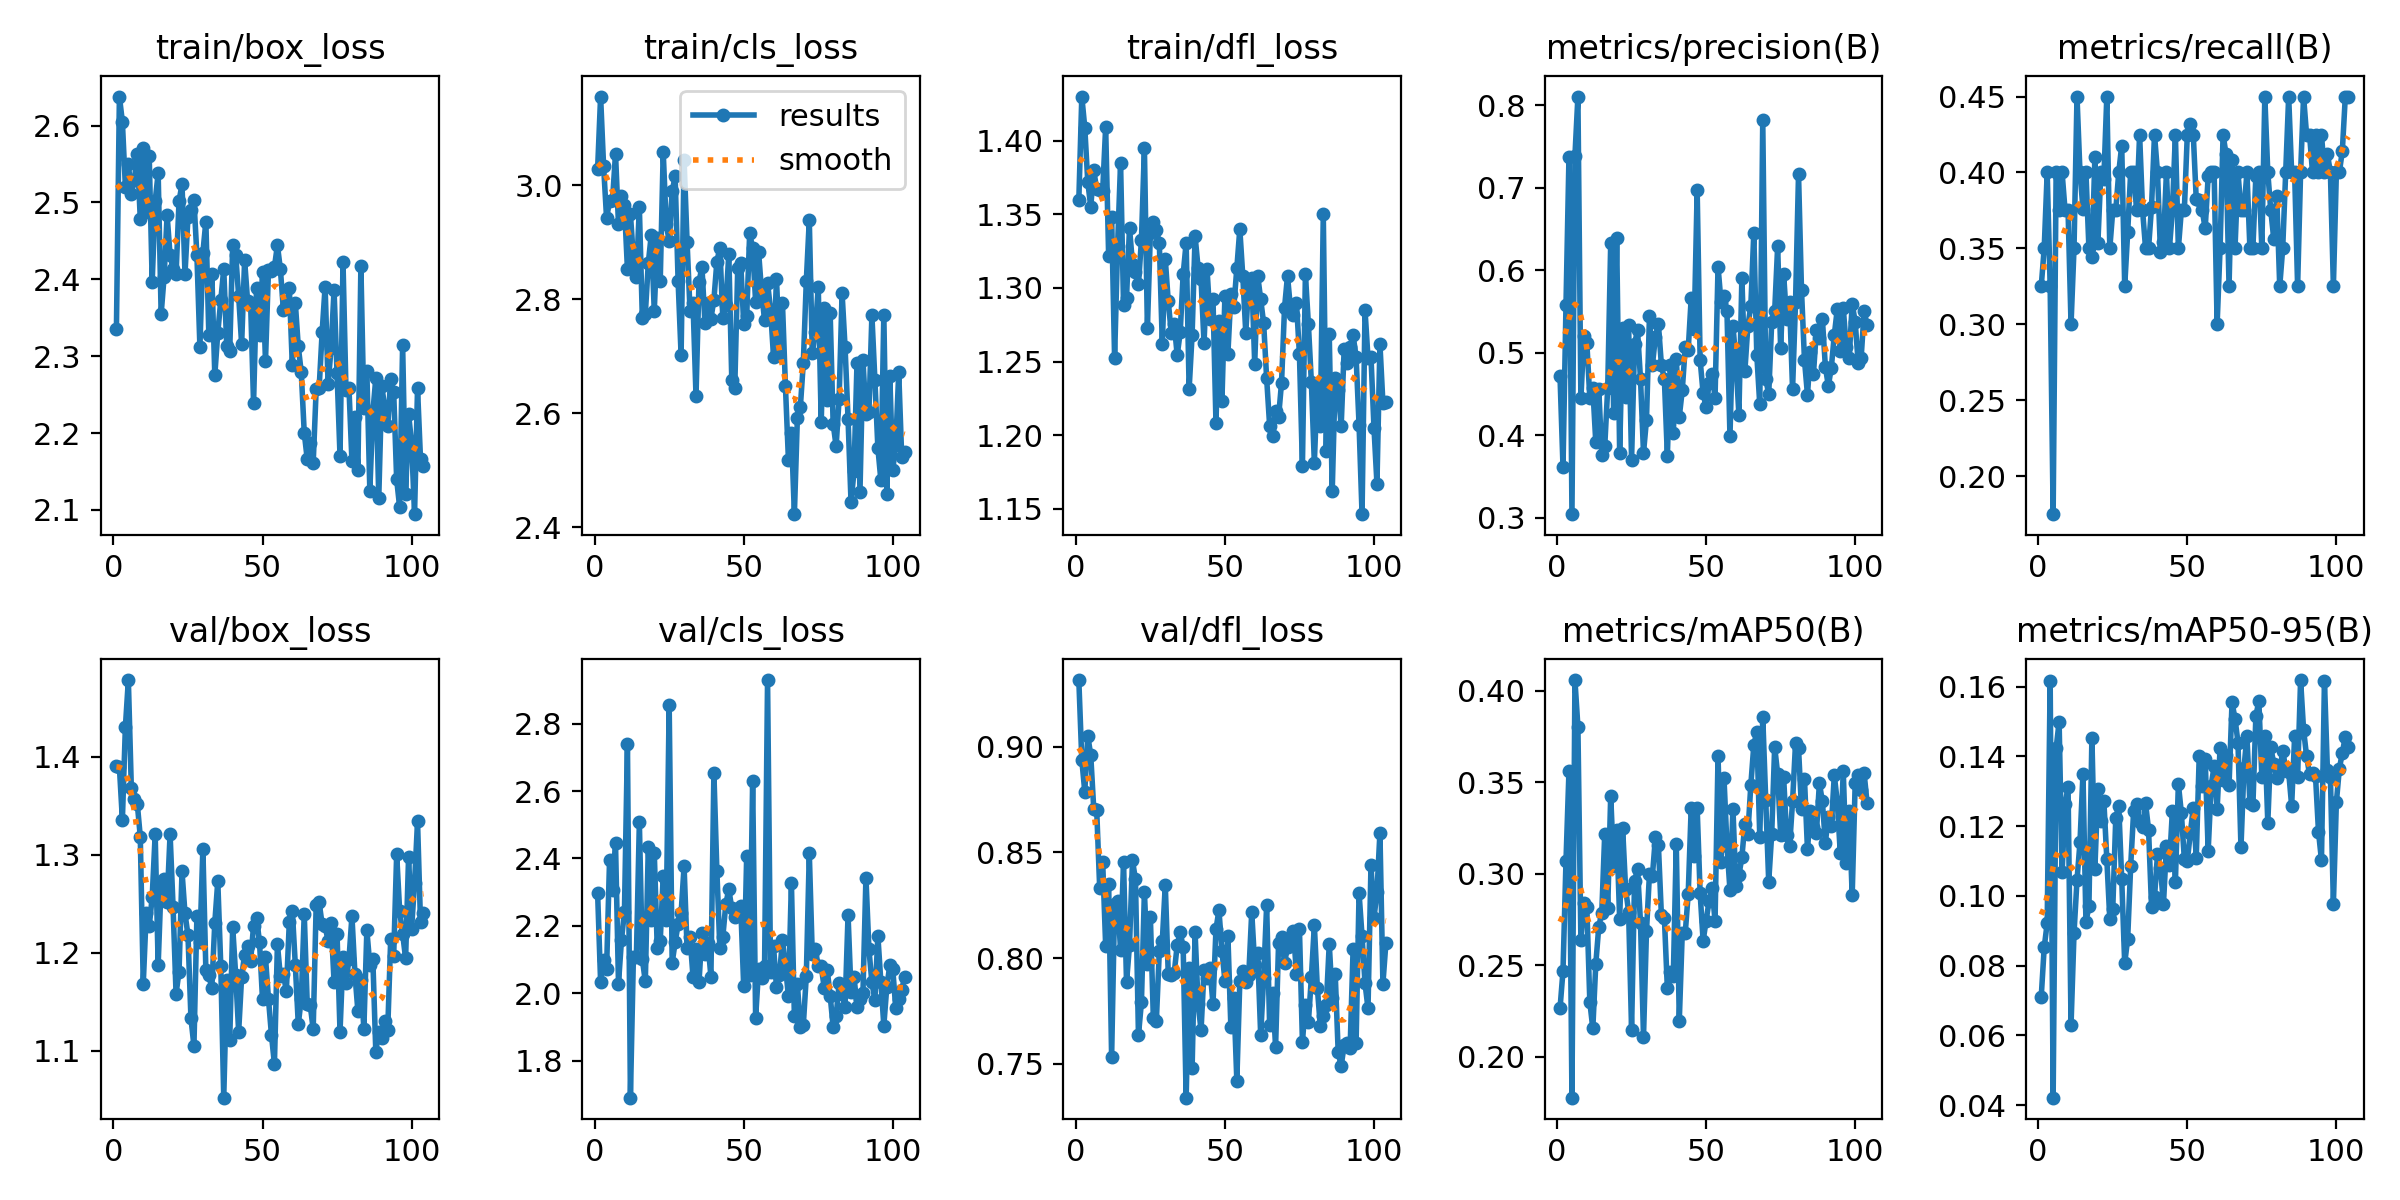 train/box_loss
2.6
2.5
2.4
2.3
2.2
2.1
0 50 100
train/cls_loss
results
smooth
3.0
2.8
2.6
2.4
0 50 100
train/dfl_loss
1.40
1.35
1.30
1.25
1.20
1.15
0 50 100
metrics/precision(B)
0.8
0.7
0.6
0.5
0.4
0.3
0 50 100
metrics/recall(B)
0.45
0.40
0.35
0.30
0.25
0.20
0 50 100
val/box_loss
1.4
1.3
1.2
1.1
0 50 100
val/cls_loss
2.8
2.6
2.4
2.2
2.0
1.8
0 50 100
val/dfl_loss
0.90
0.85
0.80
0.75
0 50 100
metrics/mAP50(B)
0.40
0.35
0.30
0.25
0.20
0 50 100
metrics/mAP50-95(B)
0.16
0.14
0.12
0.10
0.08
0.06
0.04
0 50 100